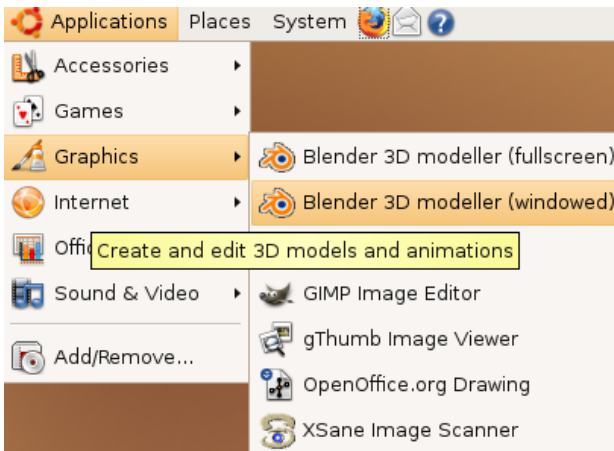 Applications Places System
Accessories
Games
Graphics
Internet
Offic
Sound & Video
Add/Remove...
Blender 3D modeller (fullscreen)
Blender 3D modeller (windowed)
Create and edit 3D models and animations
GIMP Image Editor
gThumb Image Viewer
OpenOffice.org Drawing
XSane Image Scanner